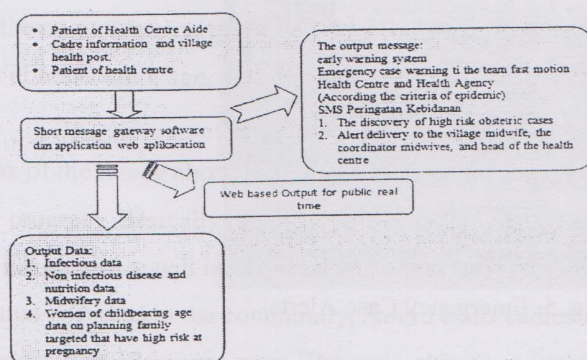 • Patient of Health Centre Aide
• Cadre information and village
health post.
• Patient of health centre
The output message:
early warning system
Emergency case warning ti the team fast motion
Health Centre and Health Agency
(According the criteria of epidemic)
SMS Peringatan Kebidanan
1. The discovery of high risk obstetric cases
2. Alert delivery to the village midwife, the
coordinator midwives, and head of the health
centre
Short message gateway software
dan application web aplikacation
Web based Output for public real
time
Output Data:
1. Infectious data
2. Non infectious disease and
nutrition data
3. Midwifery data
4. Women of childbearing age
data on planning family
targeted that have high risk at
pregnancy